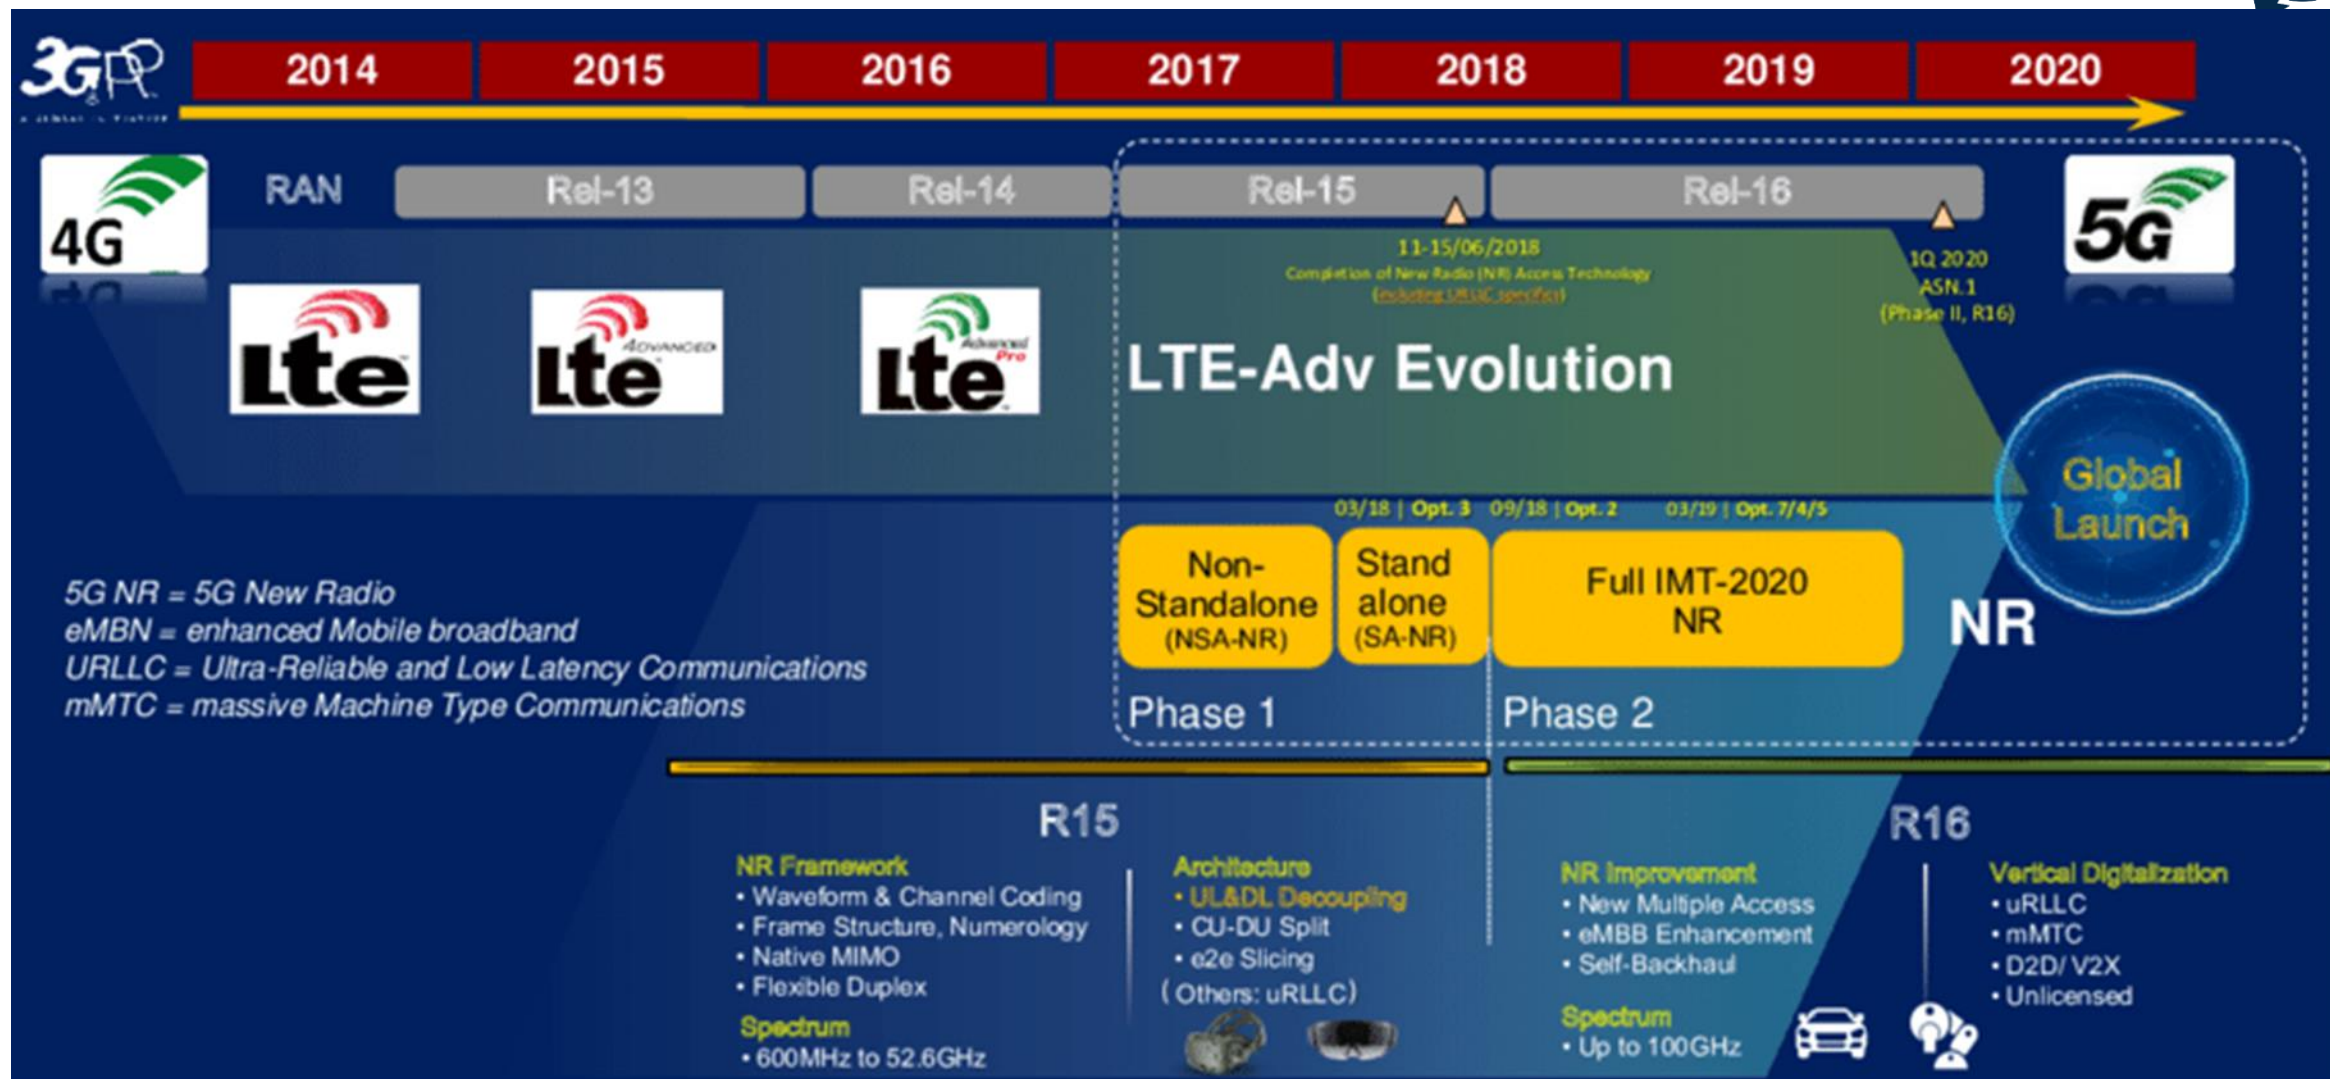 3GPP
2014
2015
2016
2017
2018
2019
2020
4G
RAN
Rel-13
Rel-14
Rel-15
Rel-16
5G
11-15/06/2018
Completion of New Radio (NR) Access Technology
(including URLLC specifics)
1Q 2020
ASN.1
(Phase II, R16)
Lte
Lte ADVANCED
Lte Advanced
Pro
LTE-Adv Evolution
Global
Launch
03/18 | Opt. 3
09/18 | Opt. 2
03/19 | Opt. 7/4/5
Non-
Standalone
(NSA-NR)
Stand
alone
(SA-NR)
Full IMT-2020
NR
NR
5G NR = 5G New Radio
eMBN = enhanced Mobile broadband
URLLC = Ultra-Reliable and Low Latency Communications
mMTC = massive Machine Type Communications
Phase 1
Phase 2
R15
R16
NR Framework
• Waveform & Channel Coding
• Frame Structure, Numerology
• Native MIMO
• Flexible Duplex
Spectrum
• 600MHz to 52.6GHz
Architecture
• UL&DL Decoupling
• CU-DU Split
• e2e Slicing
( Others: uRLLC)
NR Improvement
• New Multiple Access
• eMBB Enhancement
• Self-Backhaul
Spectrum
• Up to 100GHz
Vertical Digitalization
• uRLLC
• mMTC
• D2D/ V2X
• Unlicensed